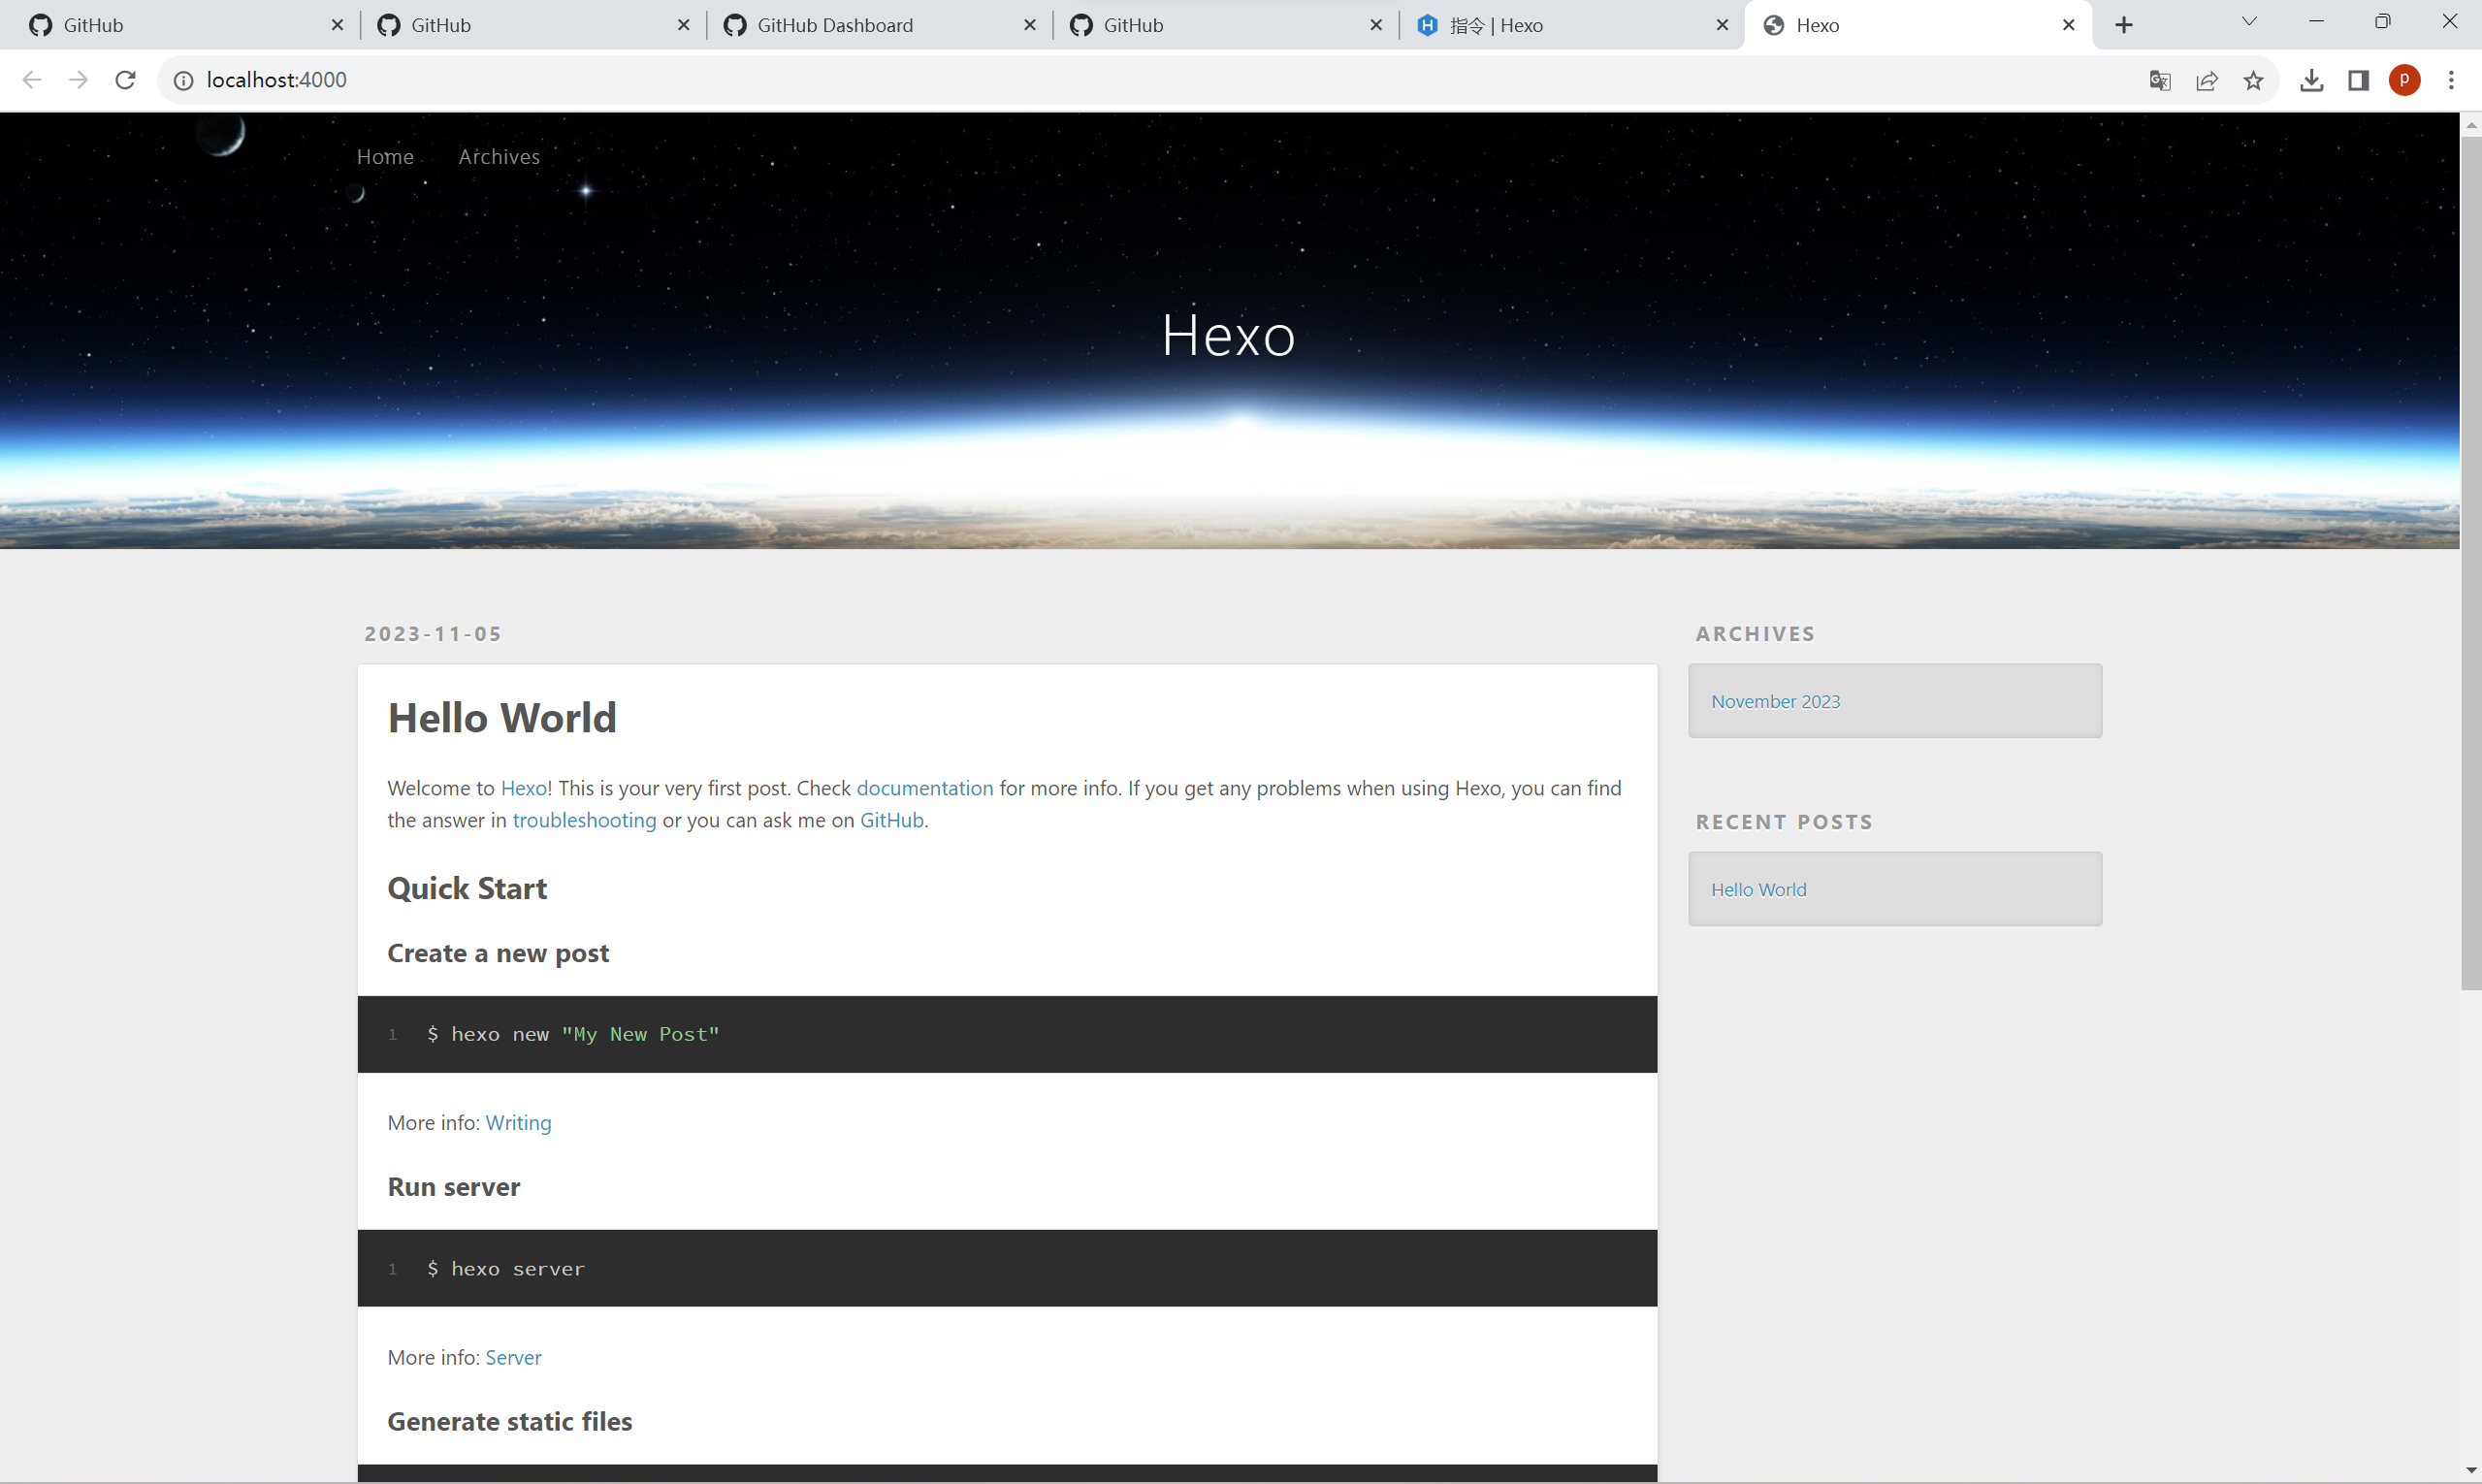 GitHub
GitHub
GitHub Dashboard
GitHub
指令 | Hexo
Hexo
localhost:4000
p
Home Archives
Hexo
2023-11-05
Hello World
Welcome to Hexo! This is your very first post. Check documentation for more info. If you get any problems when using Hexo, you can find
the answer in troubleshooting or you can ask me on GitHub.
Quick Start
Create a new post
1 $ hexo new "My New Post"
More info: Writing
Run server
1 $ hexo server
More info: Server
Generate static files
ARCHIVES
November 2023
RECENT POSTS
Hello World